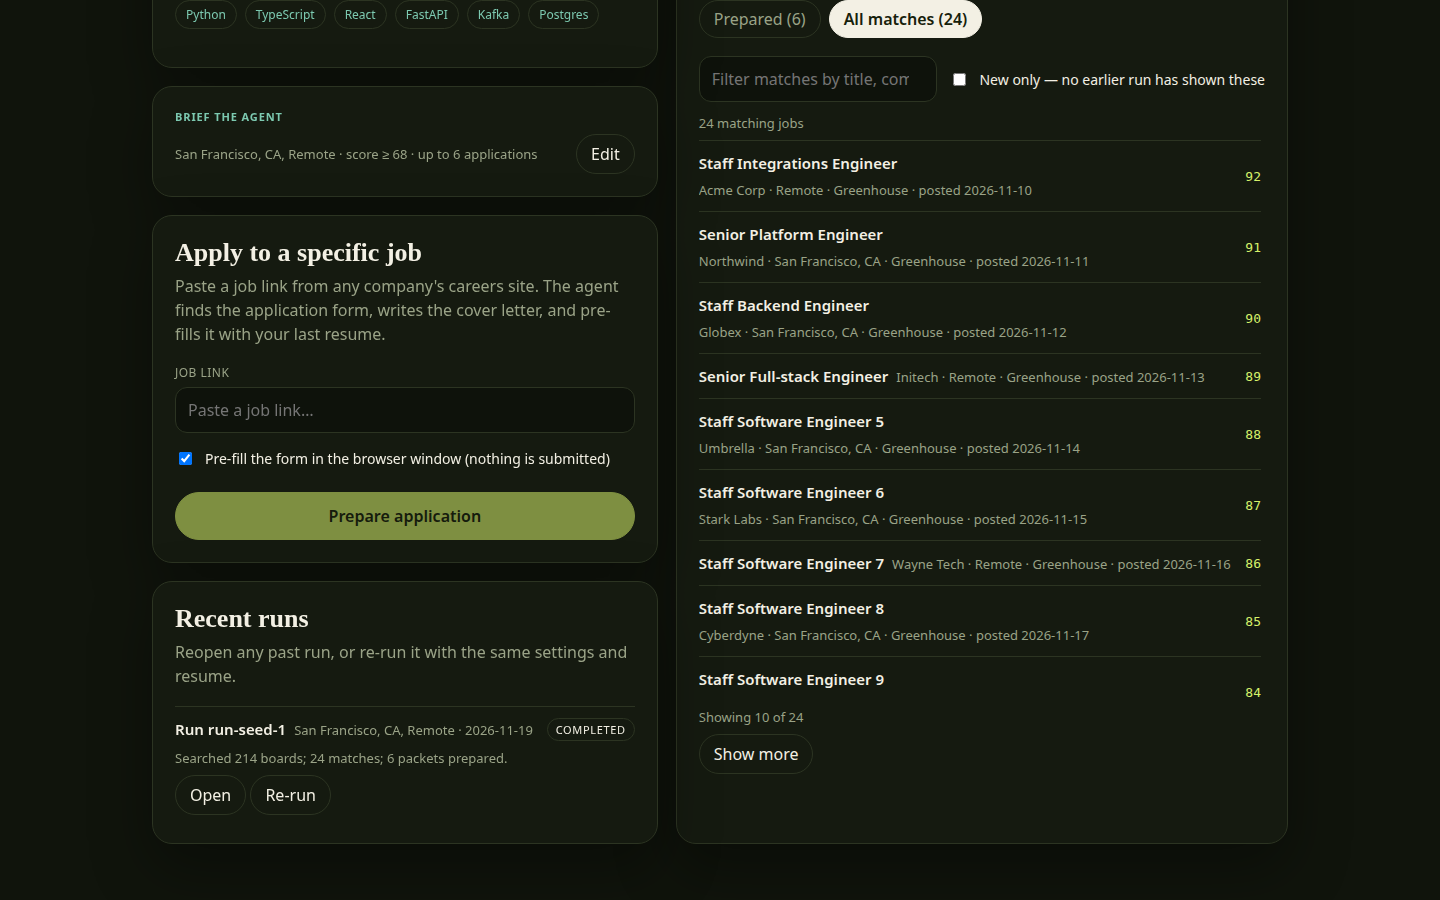 Python TypeScript React FastAPI Kafka Postgres
BRIEF THE AGENT
San Francisco, CA, Remote · score ≥ 68 · up to 6 applications Edit
Apply to a specific job
Paste a job link from any company's careers site. The agent
finds the application form, writes the cover letter, and pre-
fills it with your last resume.
JOB LINK
Paste a job link...
Pre-fill the form in the browser window (nothing is submitted)
Prepare application
Recent runs
Reopen any past run, or re-run it with the same settings and
resume.
Run run-seed-1 San Francisco, CA, Remote · 2026-11-19 COMPLETED
Searched 214 boards; 24 matches; 6 packets prepared.
Open Re-run
Prepared (6) All matches (24)
Filter matches by title, com New only — no earlier run has shown these
24 matching jobs
Staff Integrations Engineer
Acme Corp · Remote · Greenhouse · posted 2026-11-10
92
Senior Platform Engineer
Northwind · San Francisco, CA · Greenhouse · posted 2026-11-11
91
Staff Backend Engineer
Globex · San Francisco, CA · Greenhouse · posted 2026-11-12
90
Senior Full-stack Engineer Initech · Remote · Greenhouse · posted 2026-11-13 89
Staff Software Engineer 5
Umbrella · San Francisco, CA · Greenhouse · posted 2026-11-14
88
Staff Software Engineer 6
Stark Labs · San Francisco, CA · Greenhouse · posted 2026-11-15
87
Staff Software Engineer 7 Wayne Tech · Remote · Greenhouse · posted 2026-11-16 86
Staff Software Engineer 8
Cyberdyne · San Francisco, CA · Greenhouse · posted 2026-11-17
85
Staff Software Engineer 9
84
Showing 10 of 24
Show more